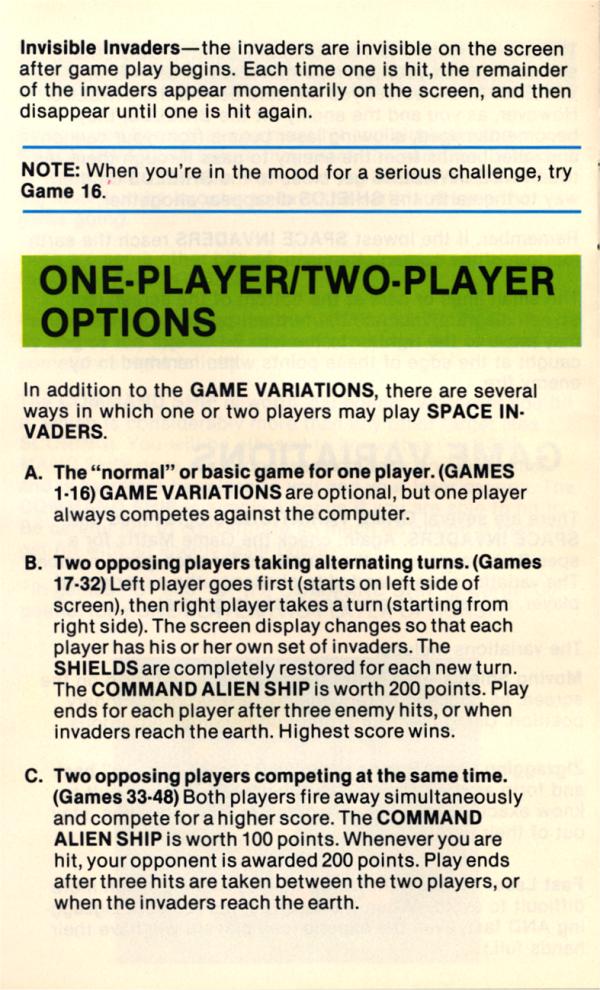 Invisible Invaders—the invaders are invisible on the screen
after game play begins. Each time one is hit, the remainder
of the invaders appear momentarily on the screen, and then
disappear until one is hit again.
NOTE: When you're in the mood for a serious challenge, try
Game 16.
ONE-PLAYER/TWO-PLAYER
OPTIONS
In addition to the GAME VARIATIONS, there are several
ways in which one or two players may play SPACE IN-
VADERS.
A. The “normal” or basic game for one player. (GAMES
1-16) GAME VARIATIONS are optional, but one player
always competes against the computer.
B. Two opposing players taking alternating turns. (Games
17-32) Left player goes first (starts on left side of
screen), then right player takes a turn (starting from
right side). The screen display changes so that each
player has his or her own set of invaders. The
SHIELDS are completely restored for each new turn.
The COMMAND ALIEN SHIP is worth 200 points. Play
ends for each player after three enemy hits, or when
invaders reach the earth. Highest score wins.
C. Two opposing players competing at the same time.
(Games 33-48) Both players fire away simultaneously
and compete for a higher score. The COMMAND
ALIEN SHIP is worth 100 points. Whenever you are
hit, your opponent is awarded 200 points. Play ends
after three hits are taken between the two players, or
when the invaders reach the earth.